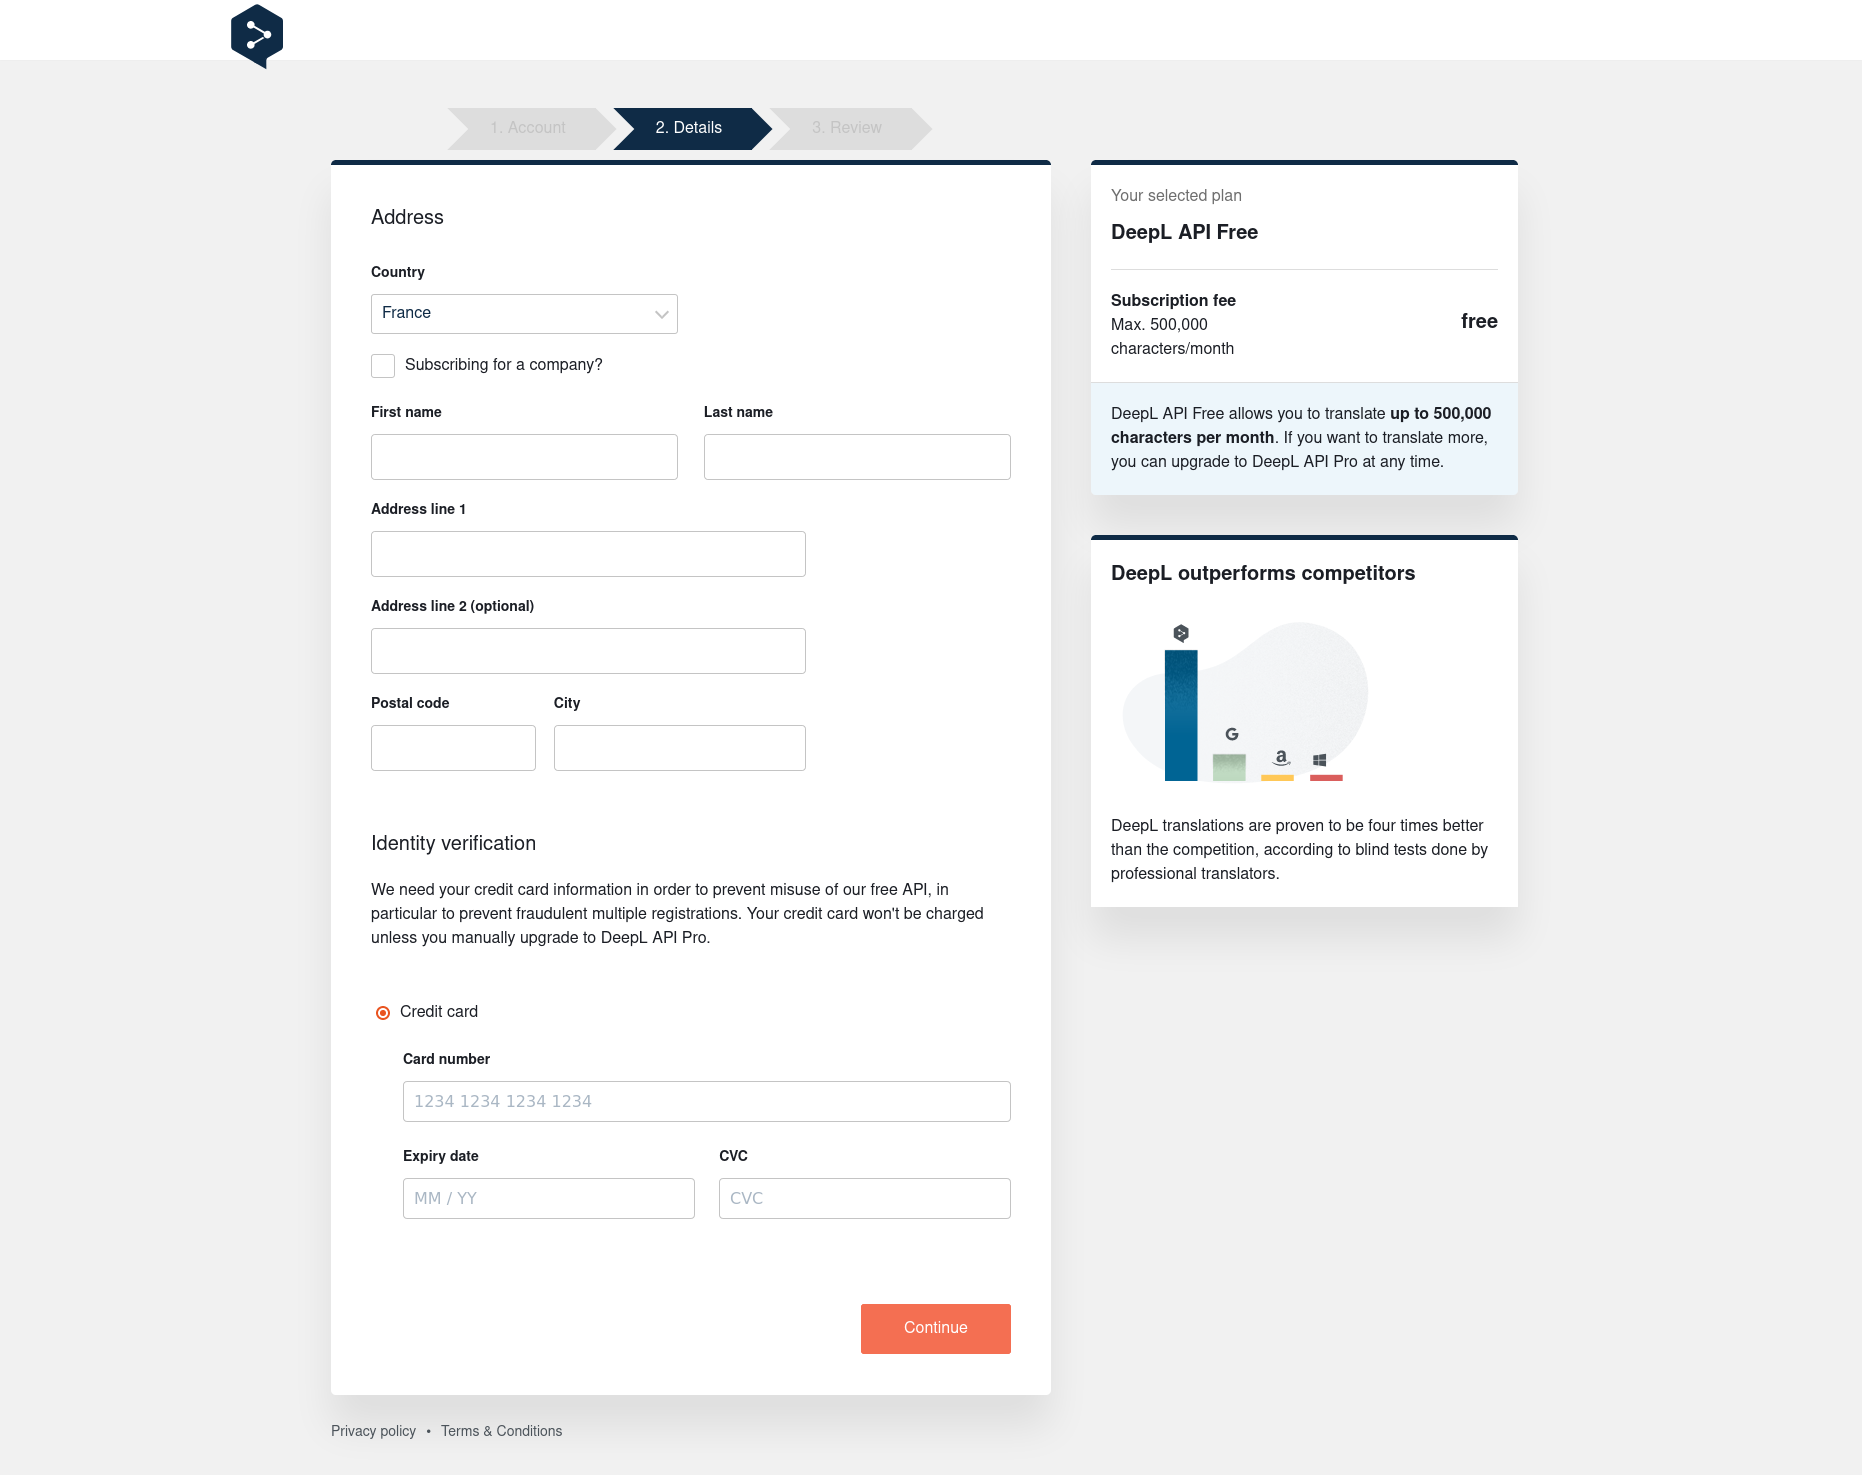 1. Account
2. Details
3. Review
Address
Country
France
Subscribing for a company?
First name
Last name
Address line 1
Address line 2 (optional)
Postal code
City
Identity verification
We need your credit card information in order to prevent misuse of our free API, in
particular to prevent fraudulent multiple registrations. Your credit card won't be charged
unless you manually upgrade to DeepL API Pro.
Credit card
Card number
1234 1234 1234 1234
Expiry date
CVC
MM / YY
CVC
Continue
Your selected plan
DeepL API Free
Subscription fee
Max. 500,000
characters/month
free
DeepL API Free allows you to translate up to 500,000
characters per month. If you want to translate more,
you can upgrade to DeepL API Pro at any time.
DeepL outperforms competitors
G
a
DeepL translations are proven to be four times better
than the competition, according to blind tests done by
professional translators.
Privacy policy • Terms & Conditions